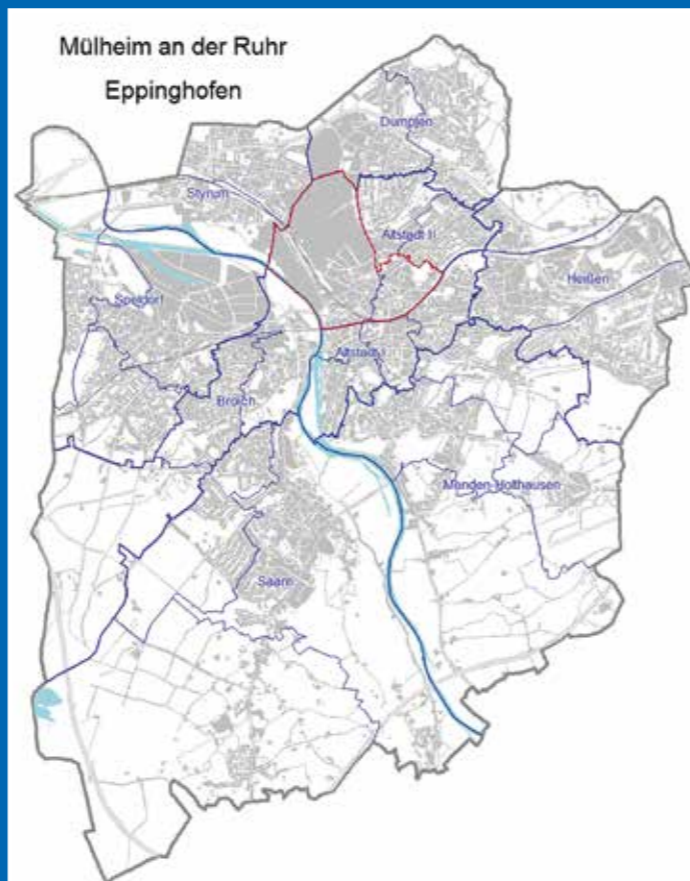 Mülheim an der Ruhr
Eppinghofen
Dümpten
Styrum
Altstadt II
Heißen
Speldorf
Altstadt I
Broich
Menden-Holthausen
Saarn